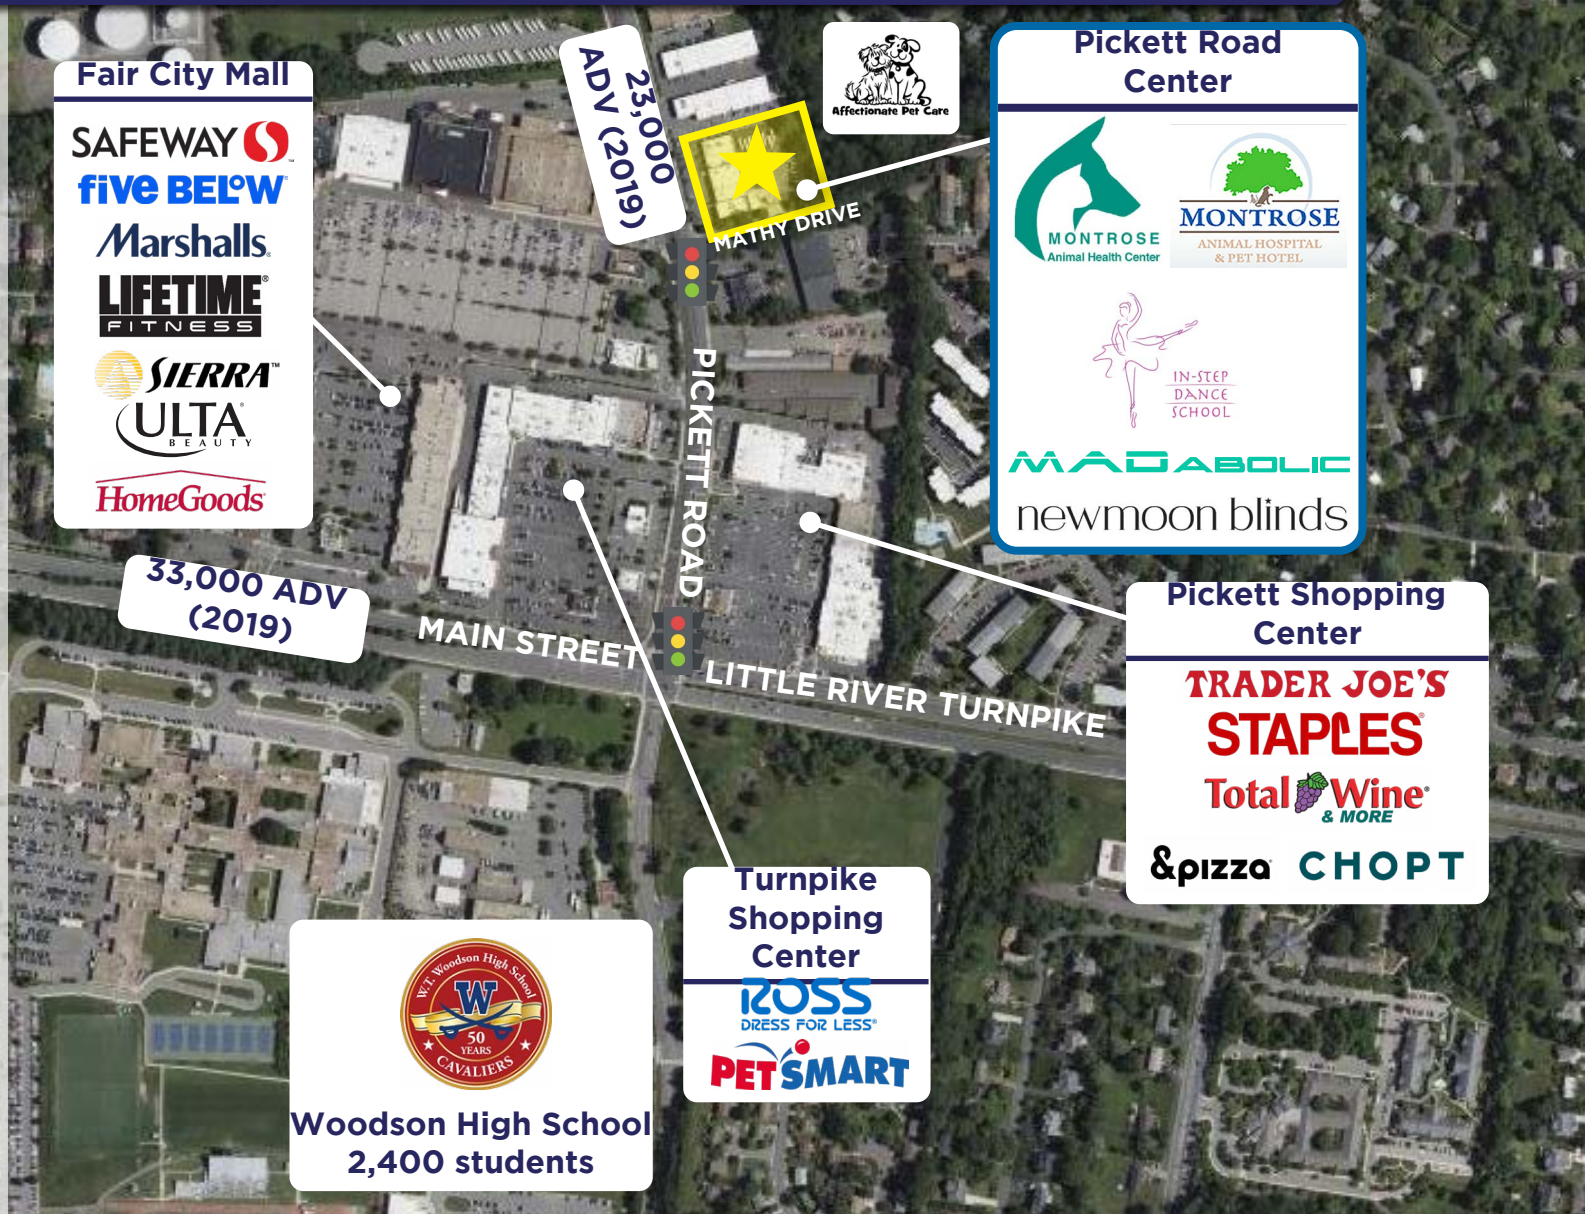 Fair City Mall
SAFEWAY
five BELOW
Marshalls
LIFETIME
FITNESS
SIERRA™
ULTA
BEAUTY
HomeGoods
23,000
ADV (2019)
Affectionate Pet Care
Pickett Road
Center
MONTROSE
Animal Health Center
MONTROSE
ANIMAL HOSPITAL
& PET HOTEL
IN-STEP
DANCE
SCHOOL
MADABOLIC
newmoon blinds
MATHY DRIVE
PICKETT ROAD
33,000 ADV
(2019)
MAIN STREET
LITTLE RIVER TURNPIKE
Pickett Shopping
Center
TRADER JOE'S
STAPLES
Total Wine
& MORE
&pizza
CHOPT
Turnpike
Shopping
Center
ROSS
DRESS FOR LESS®
PETSMART
W.T. Woodson High School
W
50
YEARS
CAVALIERS
Woodson High School
2,400 students